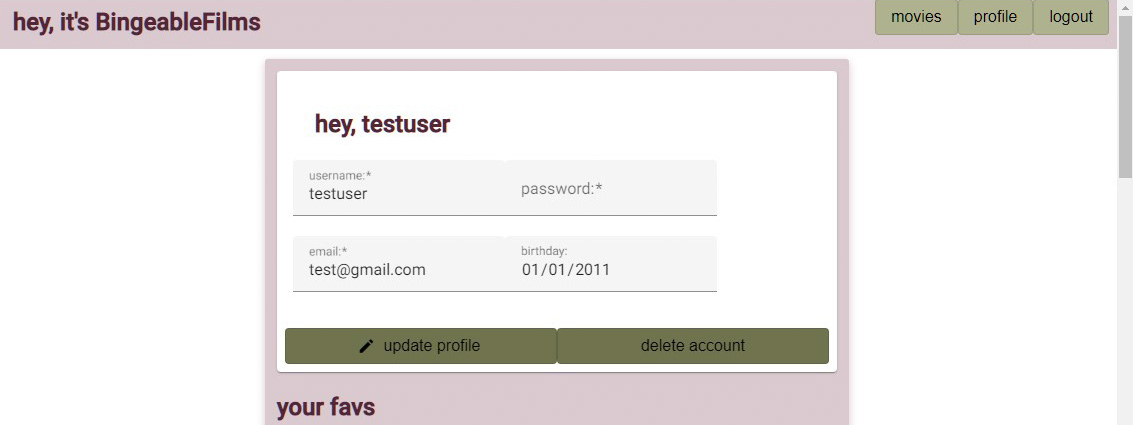 hey, it's BingeableFilms
movies profile logout
hey, testuser
username:*
testuser
password:*
email:*
test@gmail.com
birthday:
01/01/2011
update profile
delete account
your favs